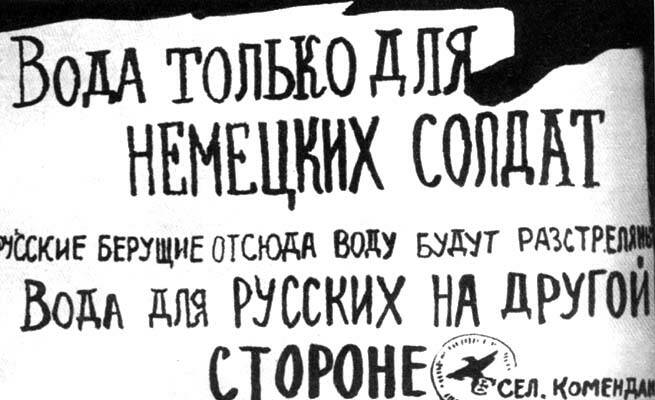 Вода только для
немецких солдат
русские берущие отсюда воду будут разстреляны
Вода для русских на другой
стороне
сел. комендан